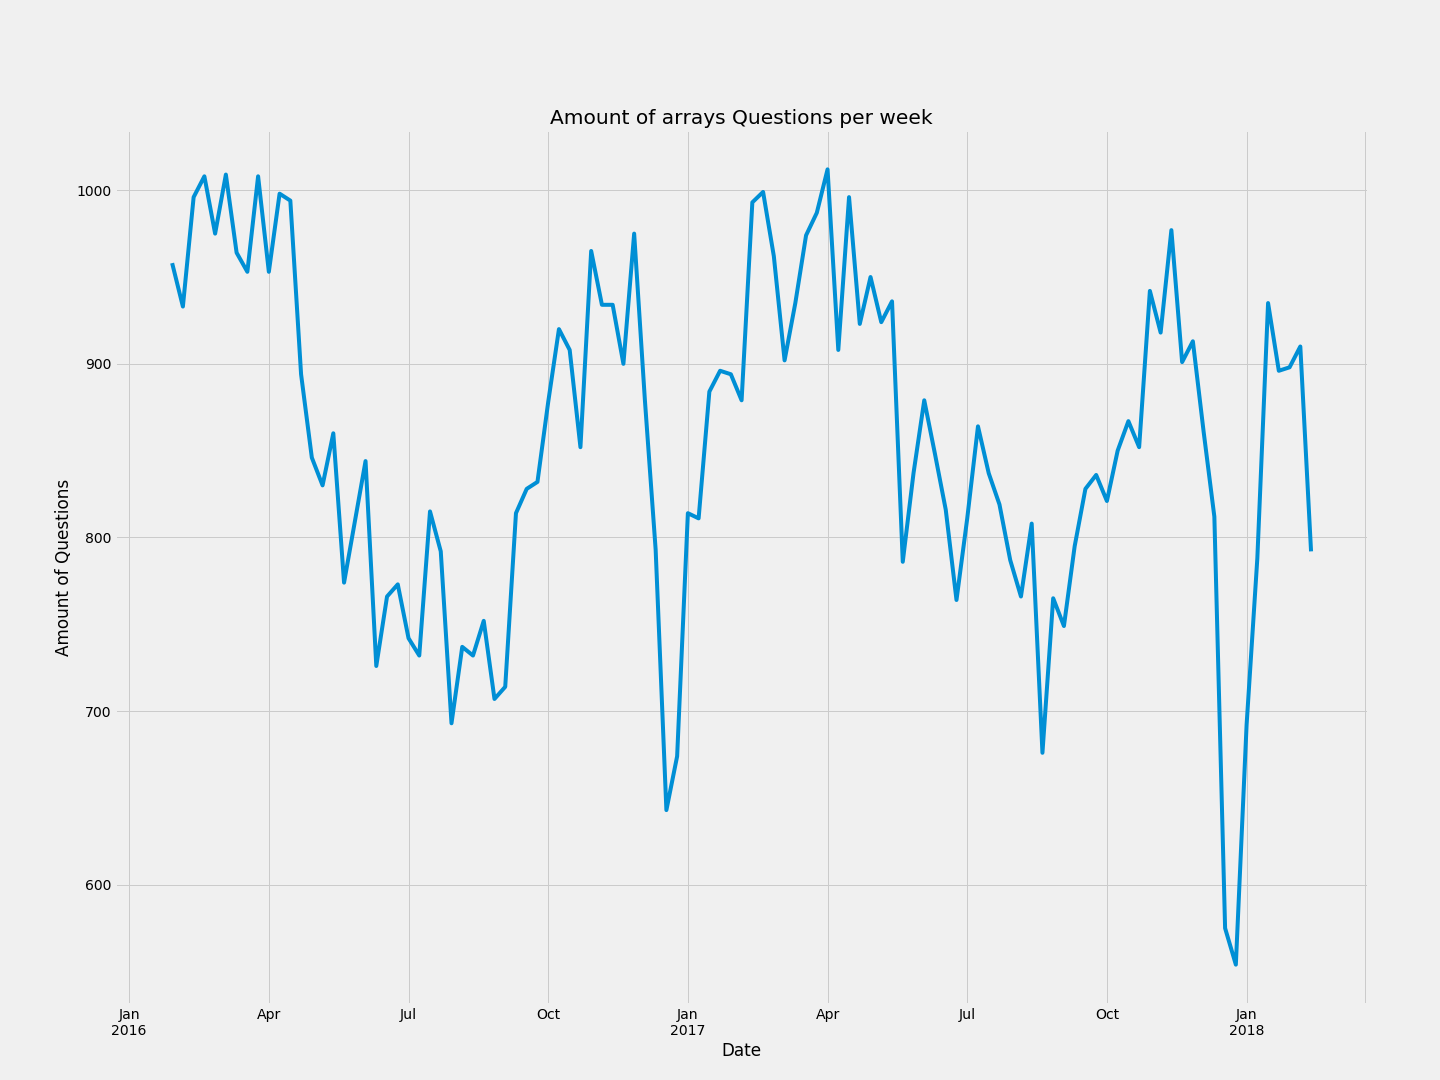 Amount of arrays Questions per week
1000
900
800
700
600
Amount of Questions
Jan Apr Jul Oct Jan Apr Jul Oct Jan
2016 2017 2018
Date